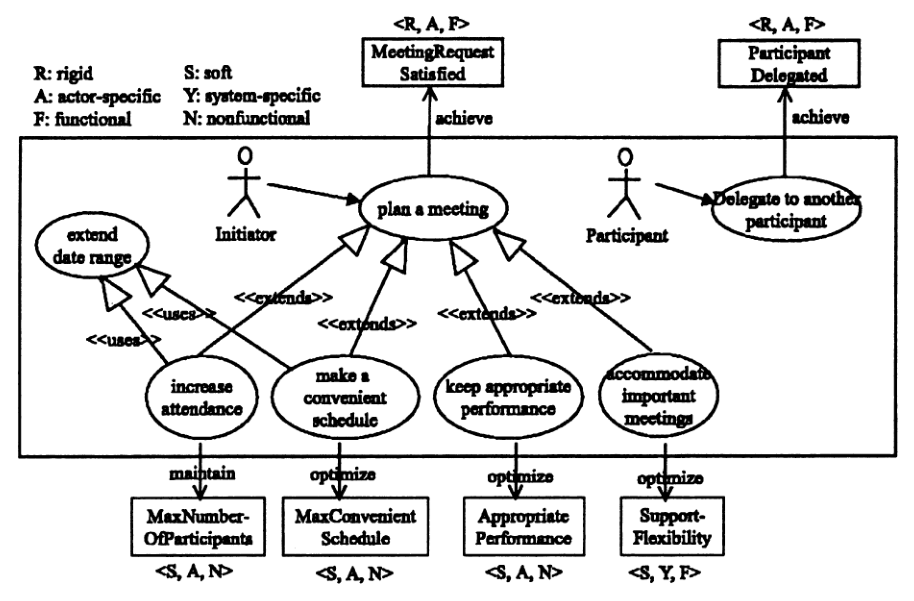 <R, A, F>
MeetingRequest
Satisfied
<R, A, F>
Participant
Delegated
R: rigid
S: soft
A: actor-specific
Y: system-specific
F: functional
N: nonfunctional
achieve
achieve
Initiator
plan a meeting
Participant
Delegate to another
participant
extend
date range
<<uses>>
<<uses>>
<<extends>>
<<extends>>
<<extends>>
<<extends>>
increase
attendance
make a
convenient
schedule
keep appropriate
performance
accommodate
important
meetings
maintain
optimize
optimize
optimize
MaxNumber-
OfParticipants
MaxConvenient
Schedule
Appropriate
Performance
Support-
Flexibility
<S, A, N>
<S, A, N>
<S, A, N>
<S, Y, F>